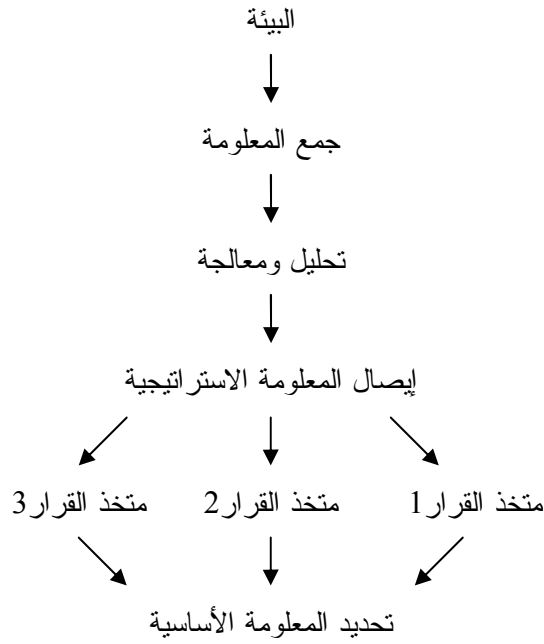 البيئة
جمع المعلومة
تحليل ومعالجة
إيصال المعلومة الاستراتيجية
متخذ القرار1 متخذ القرار2 متخذ القرار3
تحديد المعلومة الأساسية